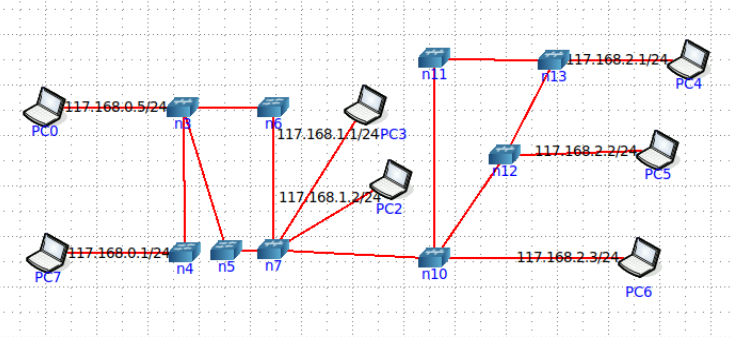 n11
n13
117.168.2.1/24
PC4
117.168.0.5/24
PC0
n3
n6
117.168.1.1/24
PC3
117.168.2.2/24
n12
PC5
117.168.1.2/24
PC2
117.168.0.1/24
PC7
n4
n5
n7
n10
117.168.2.3/24
PC6